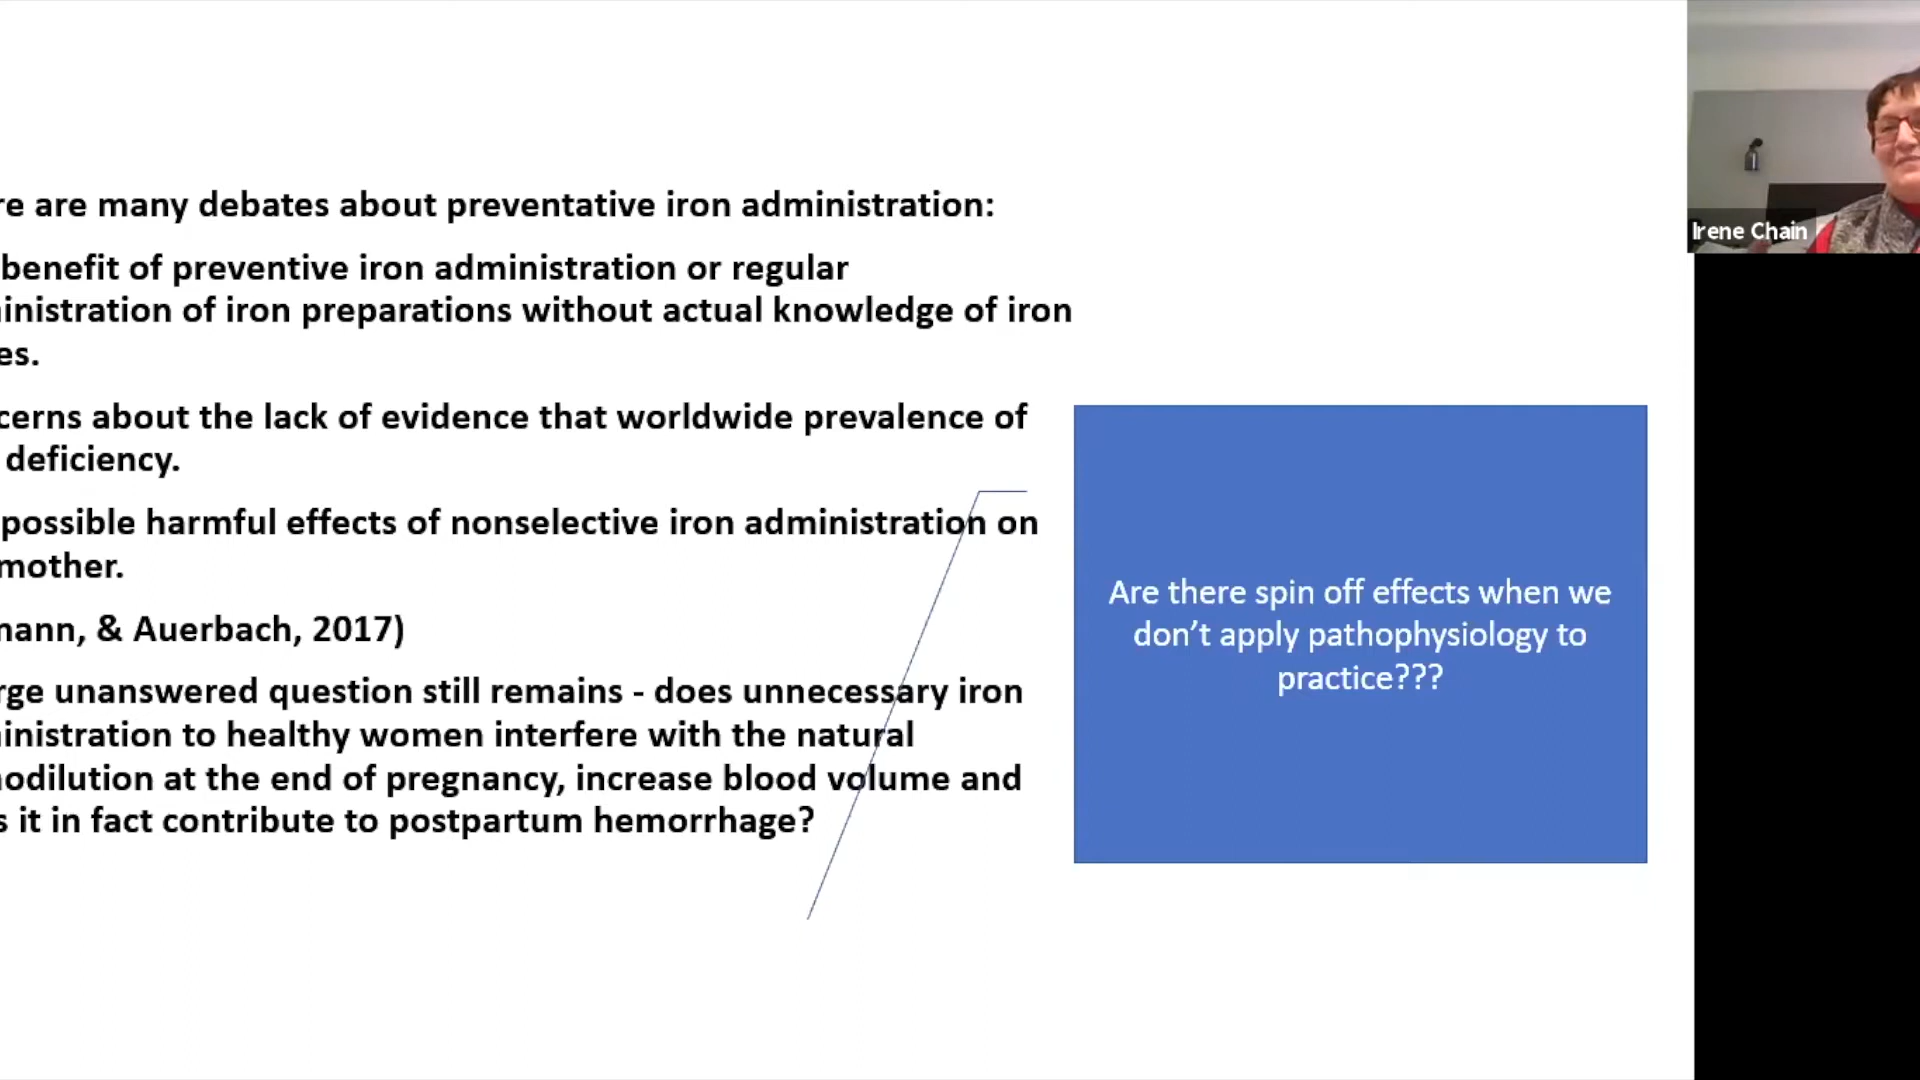 re are many debates about preventative iron administration:
benefit of preventive iron administration or regular
inistration of iron preparations without actual knowledge of iron
es.
cerns about the lack of evidence that worldwide prevalence of
deficiency.
possible harmful effects of nonselective iron administration on
mother.
mann, & Auerbach, 2017)
rge unanswered question still remains - does unnecessary iron
inistration to healthy women interfere with the natural
odilution at the end of pregnancy, increase blood volume and
s it in fact contribute to postpartum hemorrhage?
Are there spin off effects when we
don’t apply pathophysiology to
practice???
Irene Chain